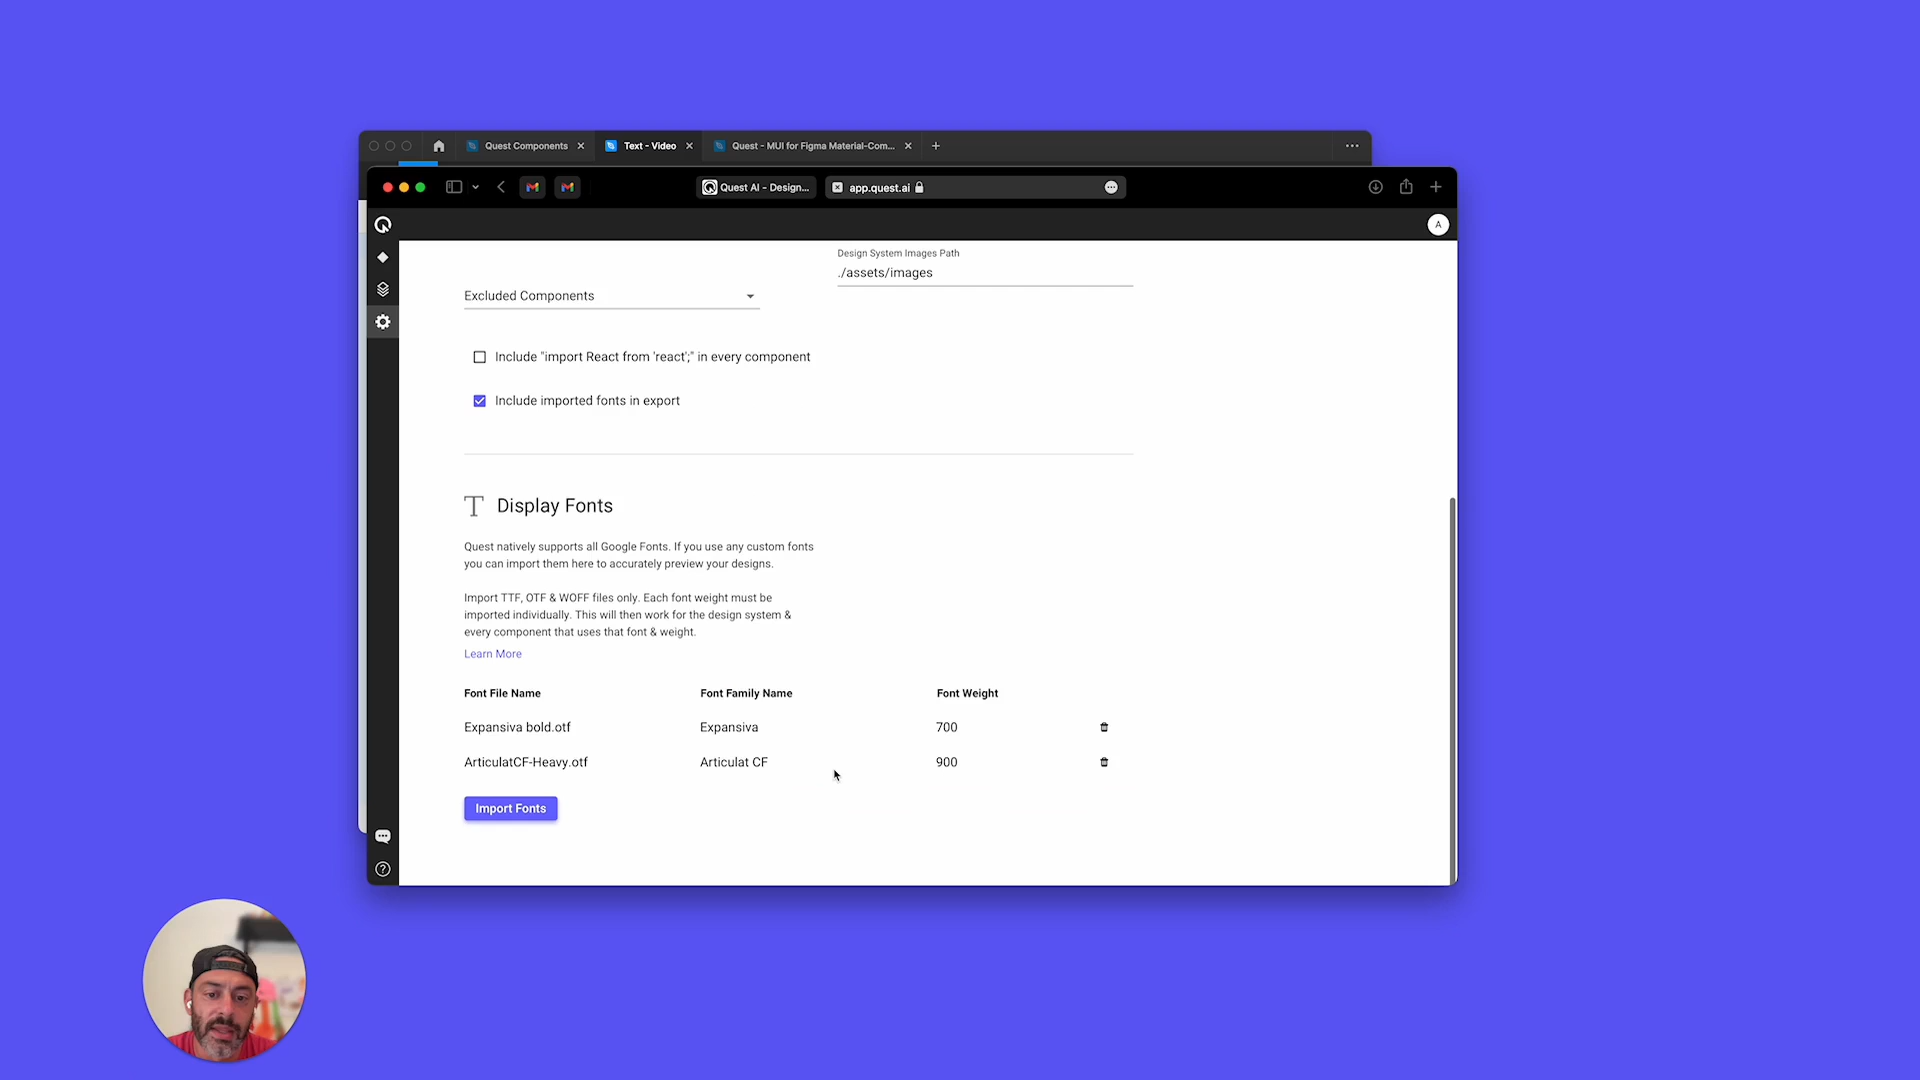 Quest Components
Text - Video
Quest - MUI for Figma Material-Com...
Quest AI - Design...
app.quest.ai
A
Design System Images Path
./assets/images
Excluded Components
Include "import React from 'react';" in every component
Include imported fonts in export
Display Fonts
Quest natively supports all Google Fonts. If you use any custom fonts
you can import them here to accurately preview your designs.
Import TTF, OTF & WOFF files only. Each font weight must be
imported individually. This will then work for the design system &
every component that uses that font & weight.
Learn More
Font File Name Font Family Name Font Weight
Expansiva bold.otf Expansiva 700
ArticulatCF-Heavy.otf Articulat CF 900
Import Fonts